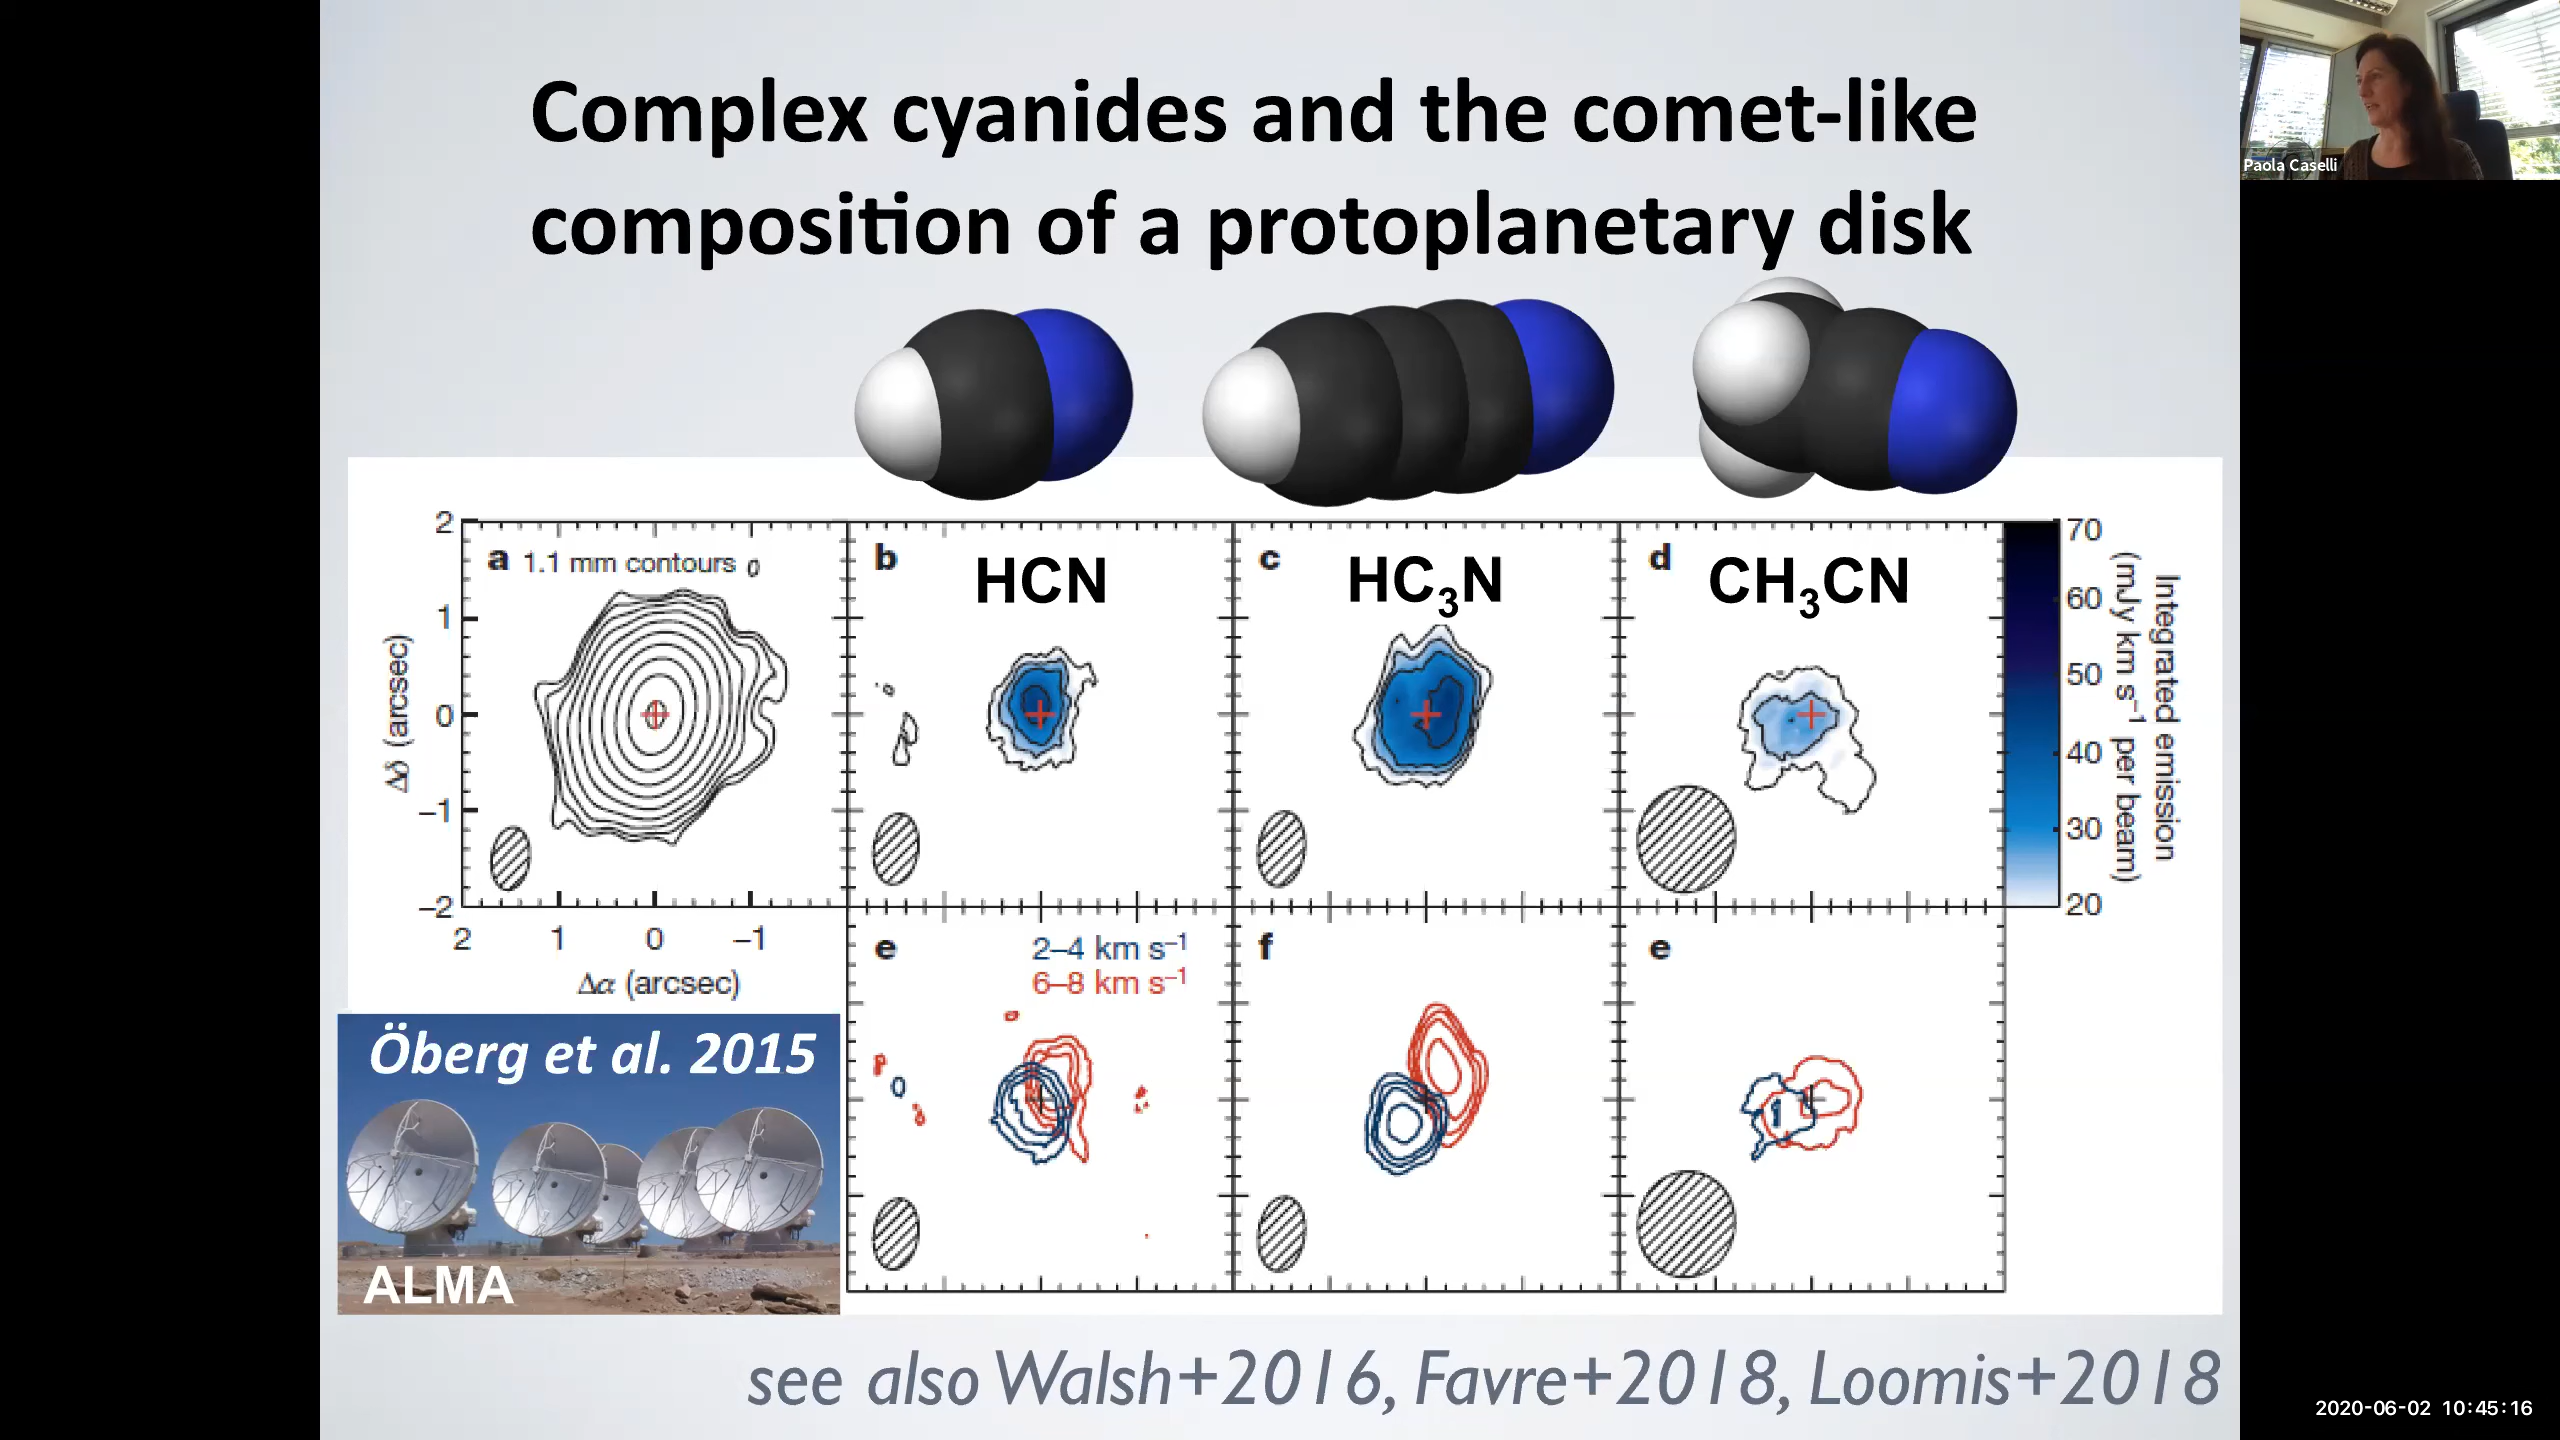 Complex cyanides and the comet-like
composition of a protoplanetary disk
Paola Caselli
a 1.1 mm contours
b HCN
c HC₃N
d CH₃CN
2
1
0
−1
−2
Δδ (arcsec)
2 1 0 −1
Δα (arcsec)
70
60
50
40
30
20
Integrated emission
(mJy km s⁻¹ per beam)
e 2–4 km s⁻¹
6–8 km s⁻¹
f
e
Öberg et al. 2015
ALMA
see also Walsh+2016, Favre+2018, Loomis+2018
2020-06-02 10:45:16